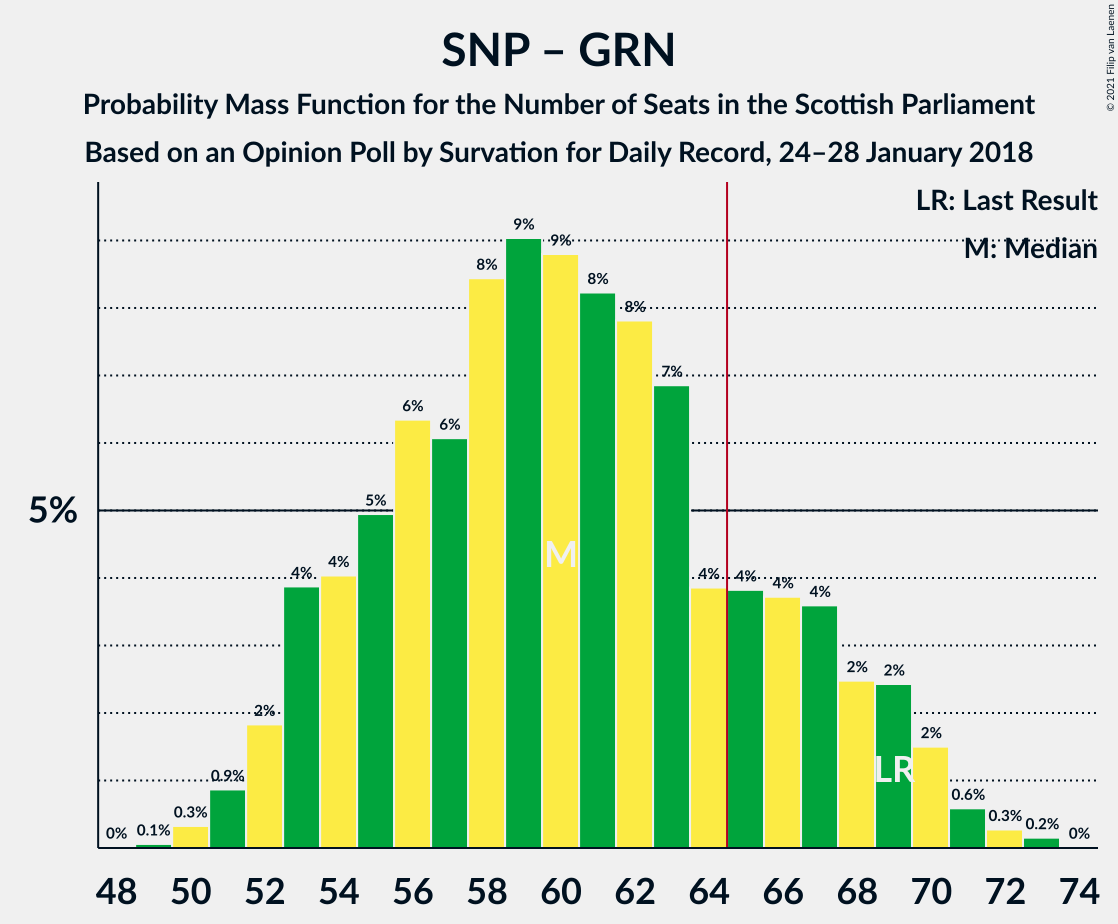 SNP – GRN
Probability Mass Function for the Number of Seats in the Scottish Parliament
Based on an Opinion Poll by Survation for Daily Record, 24–28 January 2018
© 2021 Filip van Laenen
LR: Last Result
M: Median
5%
0% 0.1% 0.3% 0.9% 2% 4% 4% 5% 6% 6% 8% 9% 9% 8% 8% 7% 4% 4% 4% 4% 2% 2% 2% 0.6% 0.3% 0.2% 0%
M
LR
48 50 52 54 56 58 60 62 64 66 68 70 72 74